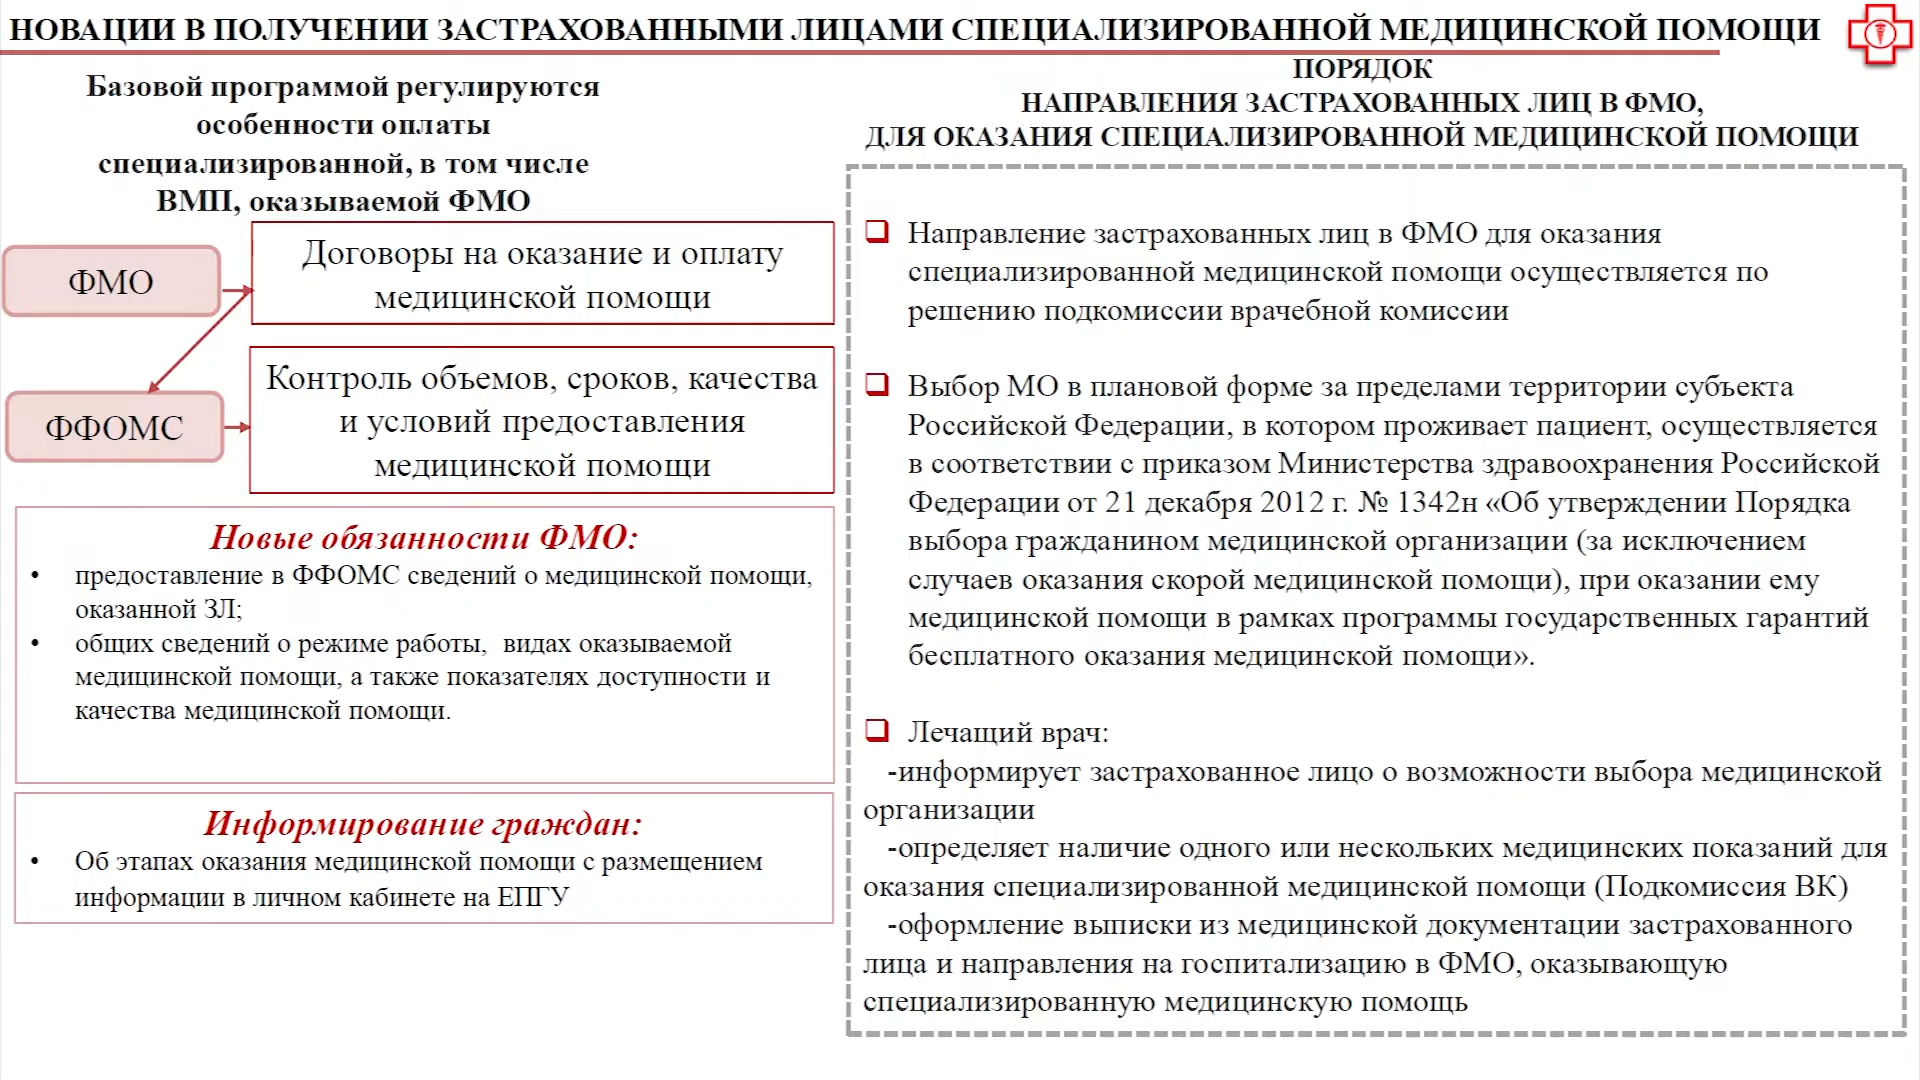 НОВАЦИИ В ПОЛУЧЕНИИ ЗАСТРАХОВАННЫМИ ЛИЦАМИ СПЕЦИАЛИЗИРОВАННОЙ МЕДИЦИНСКОЙ ПОМОЩИ
Базовой программой регулируются
особенности оплаты
специализированной, в том числе
ВМП, оказываемой ФМО
ФМО
Договоры на оказание и оплату
медицинской помощи
ФФОМС
Контроль объемов, сроков, качества
и условий предоставления
медицинской помощи
Новые обязанности ФМО:
• предоставление в ФФОМС сведений о медицинской помощи,
оказанной ЗЛ;
• общих сведений о режиме работы, видах оказываемой
медицинской помощи, а также показателях доступности и
качества медицинской помощи.
Информирование граждан:
• Об этапах оказания медицинской помощи с размещением
информации в личном кабинете на ЕПГУ
ПОРЯДОК
НАПРАВЛЕНИЯ ЗАСТРАХОВАННЫХ ЛИЦ В ФМО,
ДЛЯ ОКАЗАНИЯ СПЕЦИАЛИЗИРОВАННОЙ МЕДИЦИНСКОЙ ПОМОЩИ
❑ Направление застрахованных лиц в ФМО для оказания
специализированной медицинской помощи осуществляется по
решению подкомиссии врачебной комиссии
❑ Выбор МО в плановой форме за пределами территории субъекта
Российской Федерации, в котором проживает пациент, осуществляется
в соответствии с приказом Министерства здравоохранения Российской
Федерации от 21 декабря 2012 г. № 1342н «Об утверждении Порядка
выбора гражданином медицинской организации (за исключением
случаев оказания скорой медицинской помощи), при оказании ему
медицинской помощи в рамках программы государственных гарантий
бесплатного оказания медицинской помощи».
❑ Лечащий врач:
-информирует застрахованное лицо о возможности выбора медицинской
организации
-определяет наличие одного или нескольких медицинских показаний для
оказания специализированной медицинской помощи (Подкомиссия ВК)
-оформление выписки из медицинской документации застрахованного
лица и направления на госпитализацию в ФМО, оказывающую
специализированную медицинскую помощь